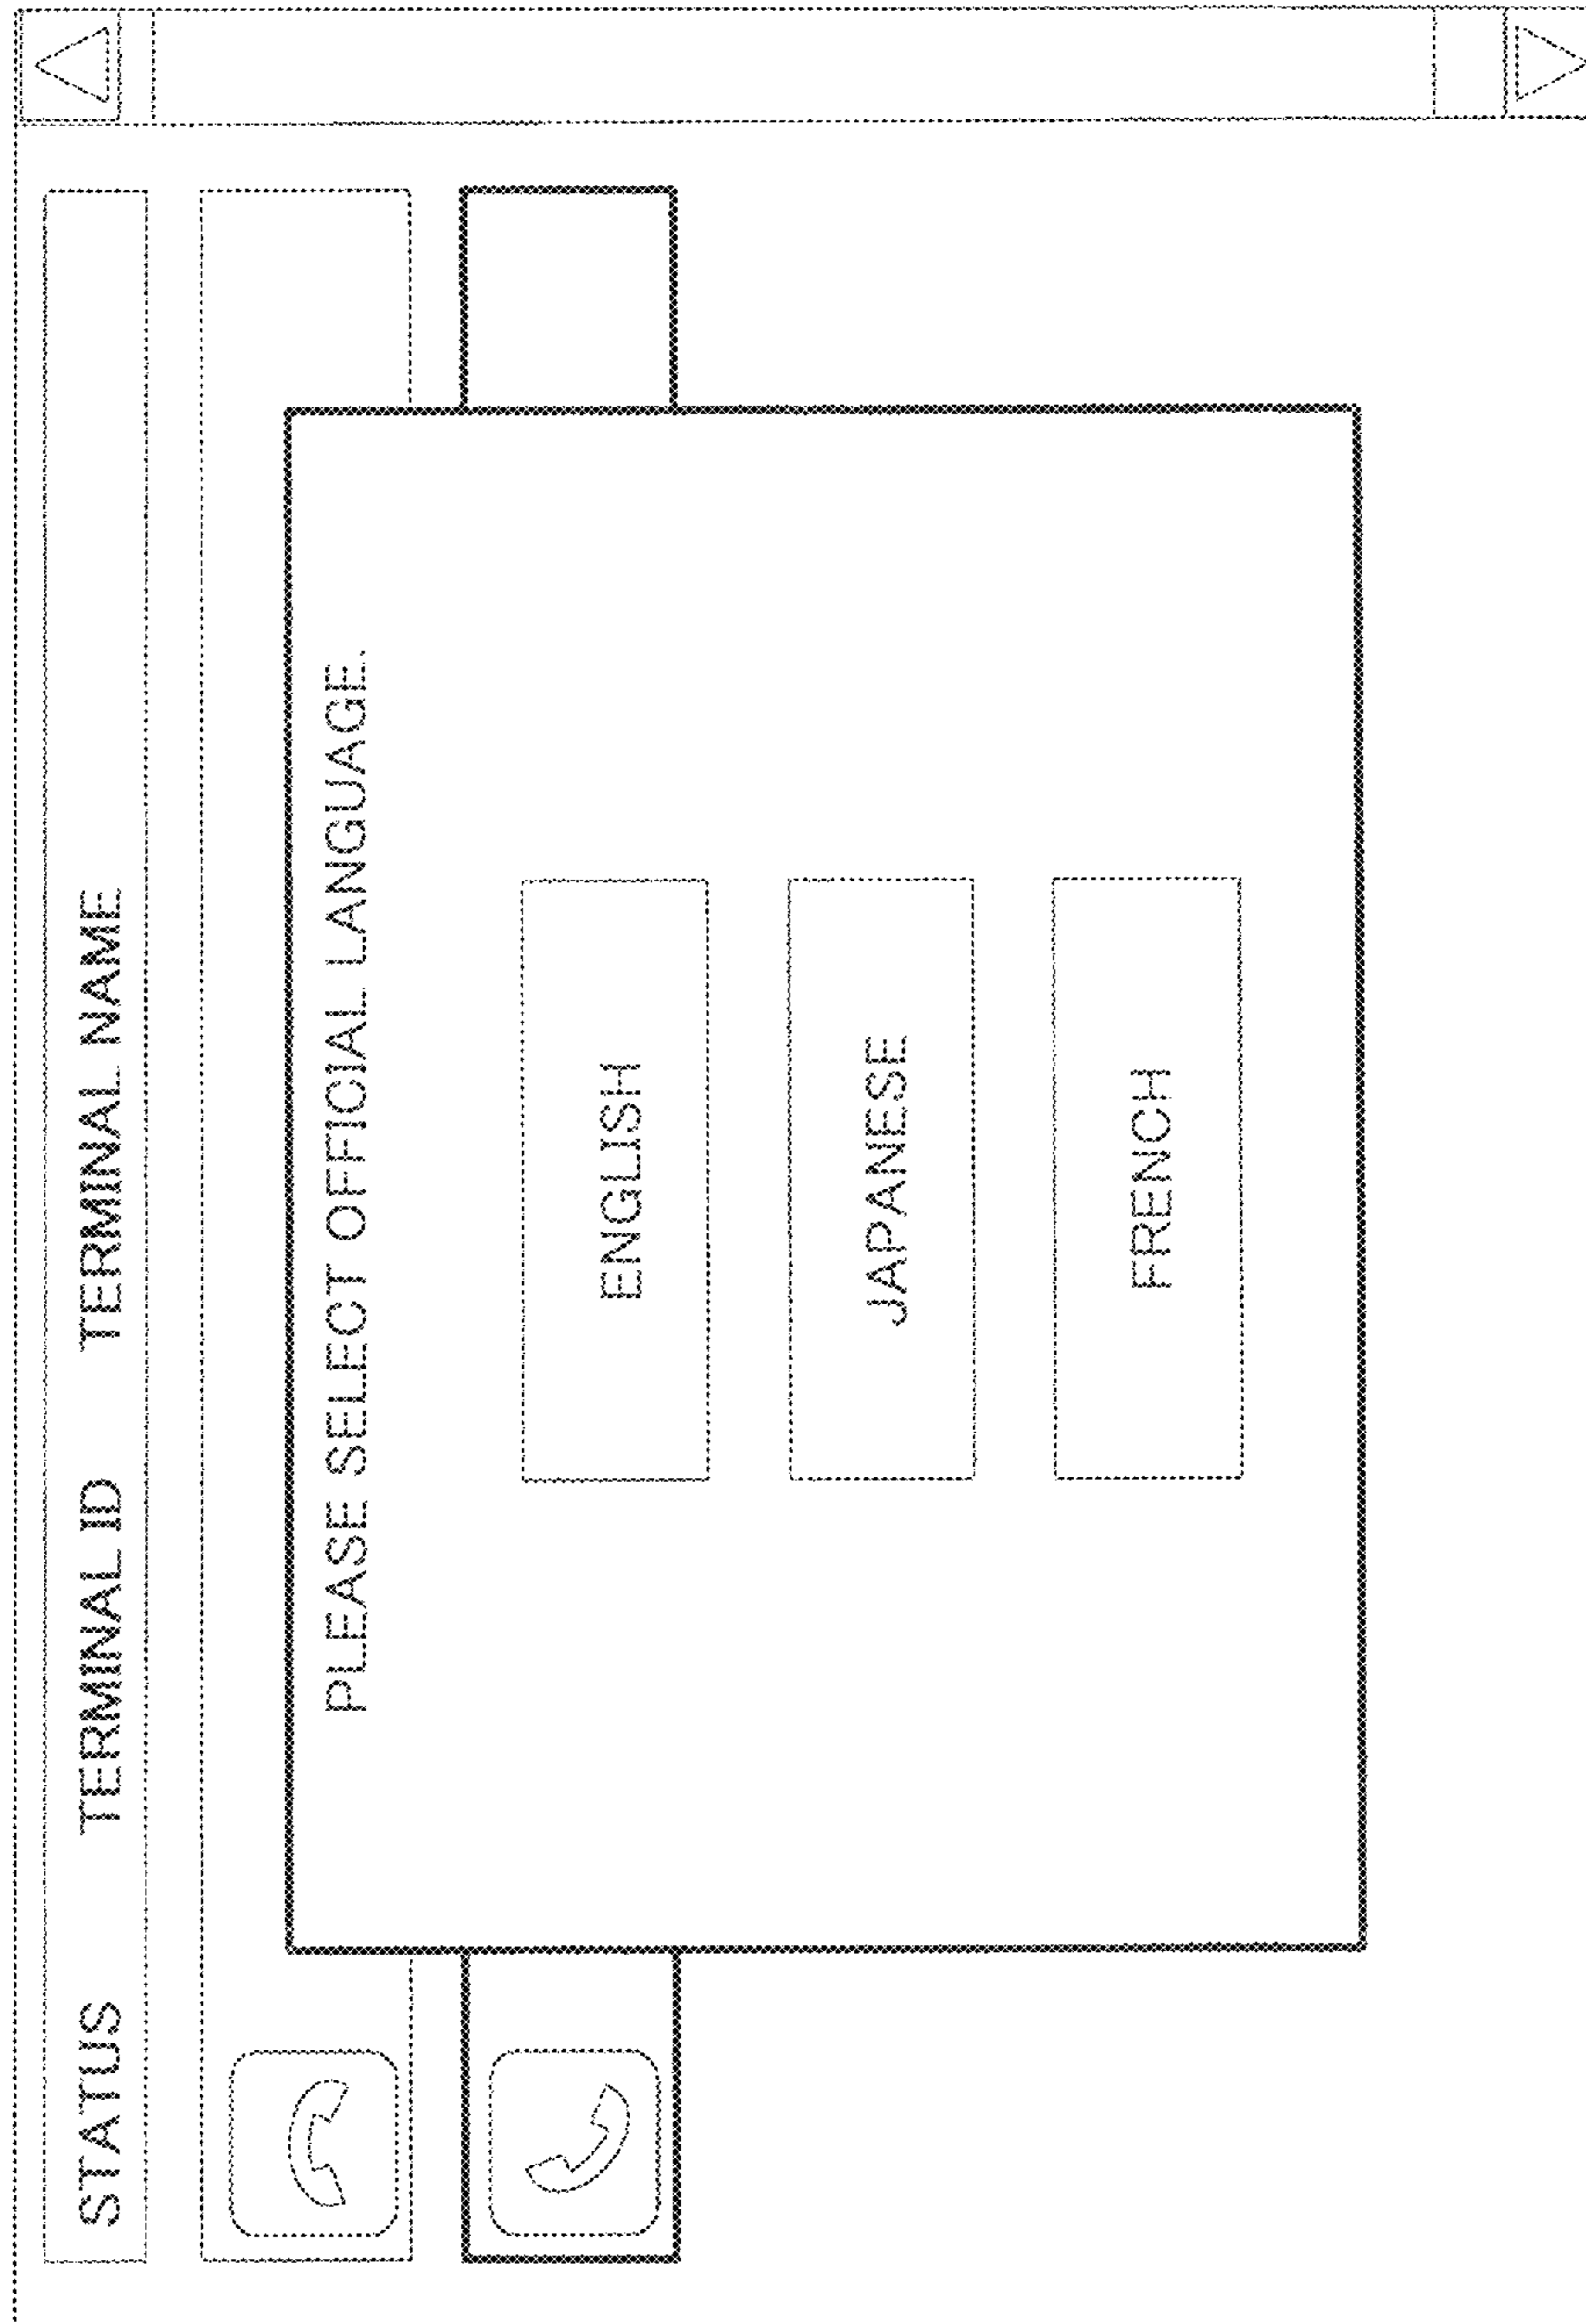 STATUS TERMINAL ID TERMINAL NAME
PLEASE SELECT OFFICIAL LANGUAGE.
ENGLISH
JAPANESE
FRENCH